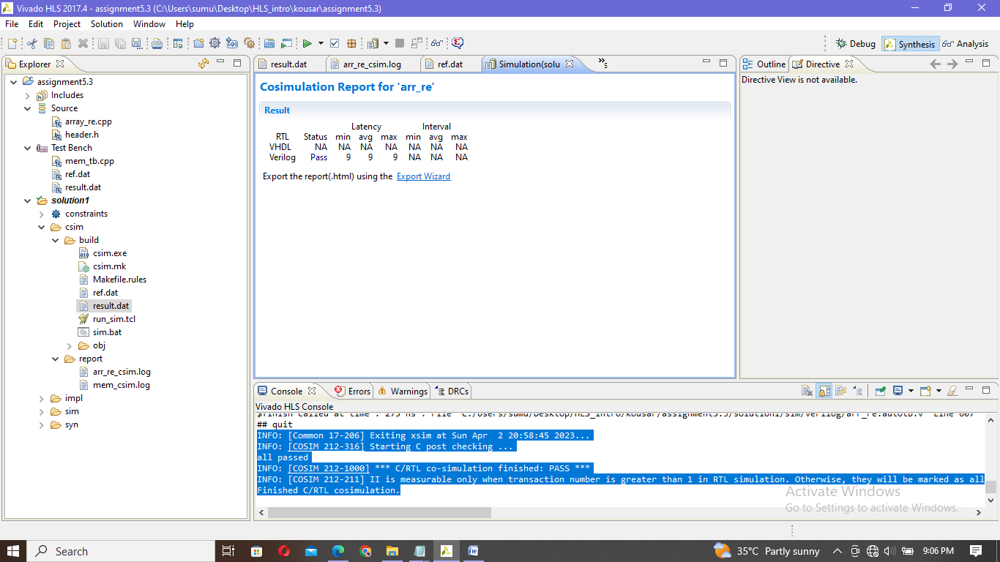 Vivado HLS 2017.4 - assignment5.3 (C:\Users\sumu\Desktop\HLS_intro\kousar\assignment5.3)
File Edit Project Solution Window Help
Debug Synthesis Analysis
Explorer
assignment5.3
Includes
Source
array_re.cpp
header.h
Test Bench
mem_tb.cpp
ref.dat
result.dat
solution1
constraints
csim
build
csim.exe
csim.mk
Makefile.rules
ref.dat
result.dat
run_sim.tcl
sim.bat
obj
report
arr_re_csim.log
mem_csim.log
impl
sim
syn
result.dat arr_re_csim.log ref.dat Simulation(solu »5
Cosimulation Report for 'arr_re'
Result
Latency Interval
RTL Status min avg max min avg max
VHDL NA NA NA NA NA NA NA
Verilog Pass 9 9 9 NA NA NA
Export the report(.html) using the Export Wizard
Outline Directive
Directive View is not available.
Console Errors Warnings DRCs
Vivado HLS Console
$finish called at time : 275 ns : File "C:/Users/sumu/Desktop/HLS_intro/kousar/assignment5.3/solution1/sim/verilog/arr_re.autotb.v" Line 607
## quit
INFO: [Common 17-206] Exiting xsim at Sun Apr  2 20:58:45 2023...
INFO: [COSIM 212-316] Starting C post checking ...
all passed
INFO: [COSIM 212-1000] *** C/RTL co-simulation finished: PASS ***
INFO: [COSIM 212-211] II is measurable only when transaction number is greater than 1 in RTL simulation. Otherwise, they will be marked as all
Finished C/RTL cosimulation.
Activate Windows
Go to Settings to activate Windows.
Search
35°C Partly sunny
9:06 PM